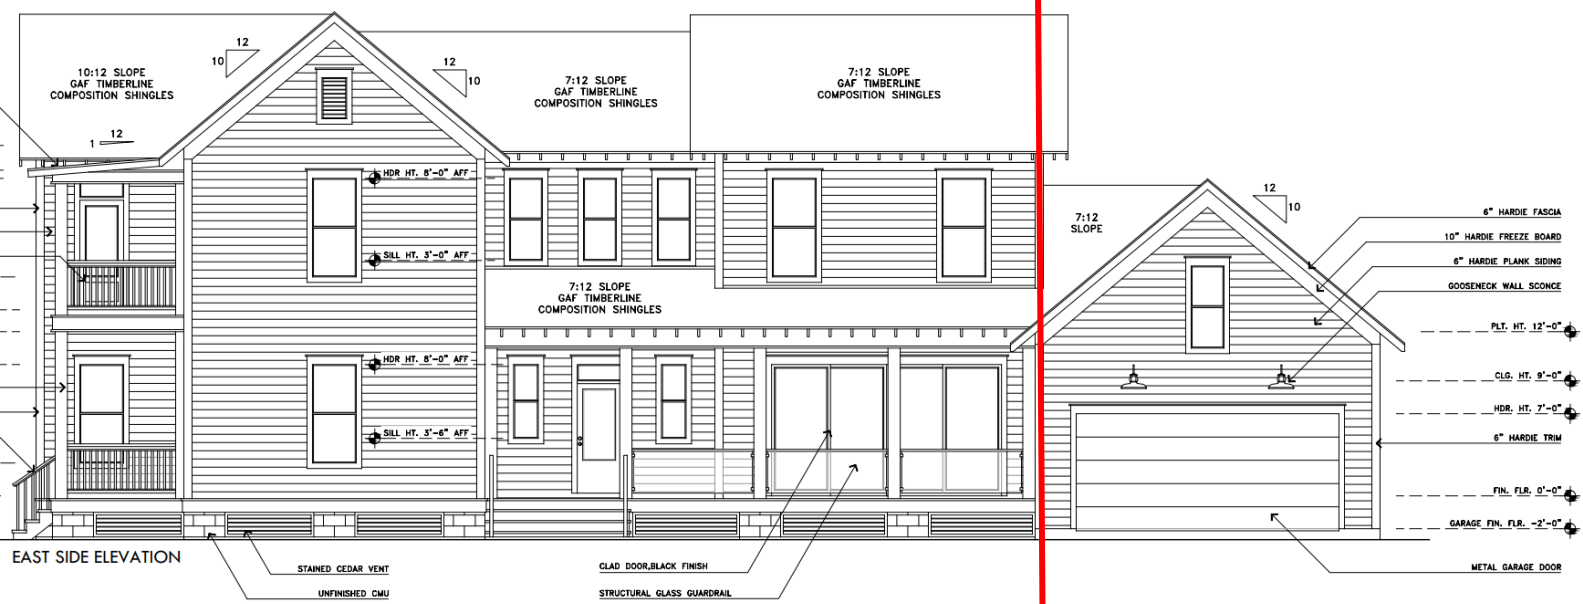 12
10
12
10
10:12 SLOPE
GAF TIMBERLINE
COMPOSITION SHINGLES
7:12 SLOPE
GAF TIMBERLINE
COMPOSITION SHINGLES
7:12 SLOPE
GAF TIMBERLINE
COMPOSITION SHINGLES
12
1
HDR HT. 8'-0" AFF
SILL HT. 3'-0" AFF
7:12 SLOPE
GAF TIMBERLINE
COMPOSITION SHINGLES
HDR HT. 8'-0" AFF
SILL HT. 3'-6" AFF
7:12
SLOPE
12
10
6" HARDIE FASCIA
10" HARDIE FREEZE BOARD
6" HARDIE PLANK SIDING
GOOSENECK WALL SCONCE
PLT. HT. 12'-0"
CLG. HT. 9'-0"
HDR. HT. 7'-0"
6" HARDIE TRIM
FIN. FLR. 0'-0"
GARAGE FIN. FLR. -2'-0"
METAL GARAGE DOOR
EAST SIDE ELEVATION
STAINED CEDAR VENT
UNFINISHED CMU
CLAD DOOR,BLACK FINISH
STRUCTURAL GLASS GUARDRAIL